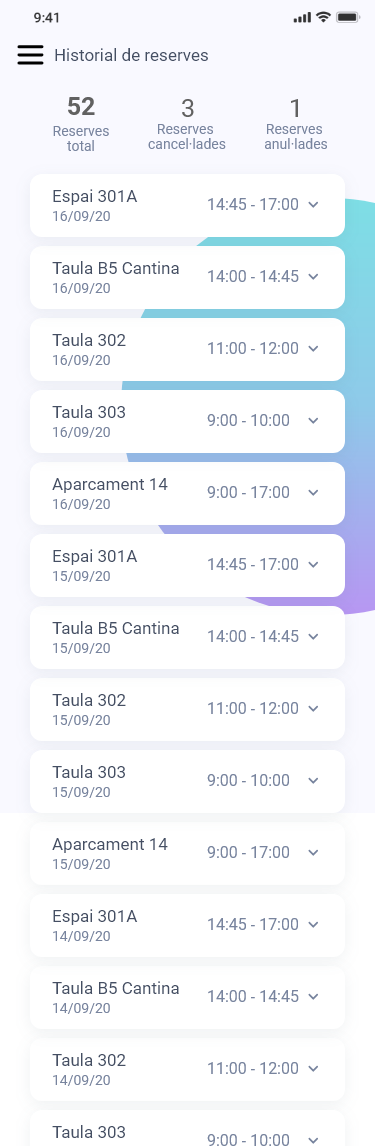 9:41
Historial de reserves
52 3 1
Reserves Reserves Reserves
total cancel·lades anul·lades
Espai 301A 14:45 - 17:00
16/09/20
Taula B5 Cantina 14:00 - 14:45
16/09/20
Taula 302 11:00 - 12:00
16/09/20
Taula 303 9:00 - 10:00
16/09/20
Aparcament 14 9:00 - 17:00
16/09/20
Espai 301A 14:45 - 17:00
15/09/20
Taula B5 Cantina 14:00 - 14:45
15/09/20
Taula 302 11:00 - 12:00
15/09/20
Taula 303 9:00 - 10:00
15/09/20
Aparcament 14 9:00 - 17:00
15/09/20
Espai 301A 14:45 - 17:00
14/09/20
Taula B5 Cantina 14:00 - 14:45
14/09/20
Taula 302 11:00 - 12:00
14/09/20
Taula 303 9:00 - 10:00